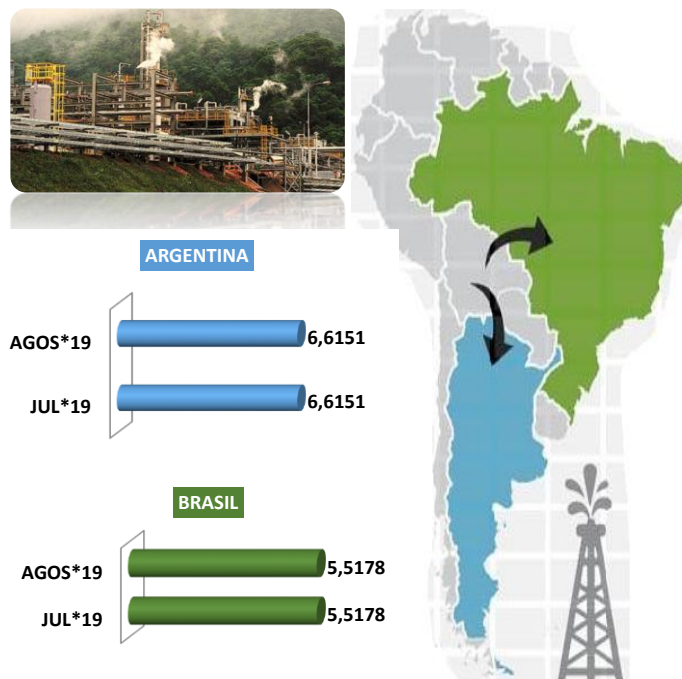 ARGENTINA
AGOS*19 6,6151
JUL*19 6,6151
BRASIL
AGOS*19 5,5178
JUL*19 5,5178